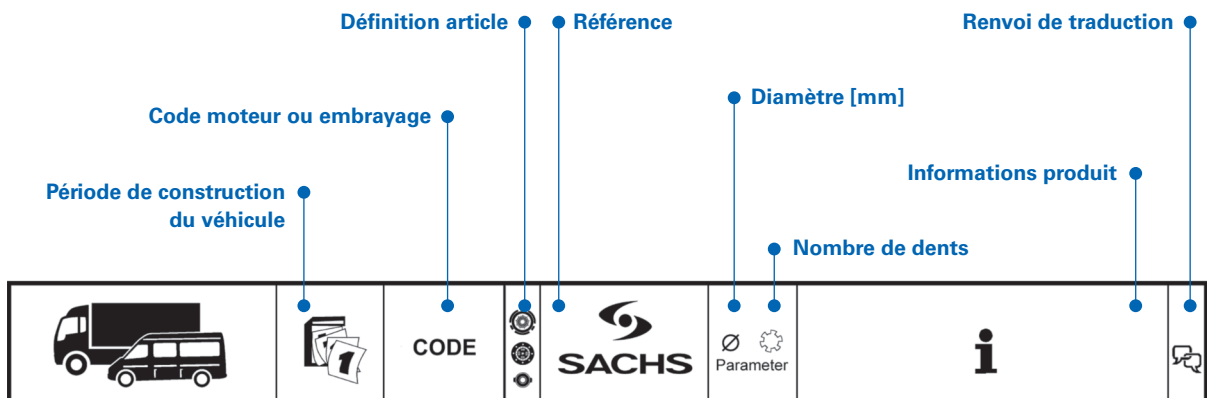 Définition article
Référence
Renvoi de traduction
Diamètre [mm]
Code moteur ou embrayage
Informations produit
Période de construction
du véhicule
Nombre de dents
1
CODE
SACHS
Ø
Parameter
i